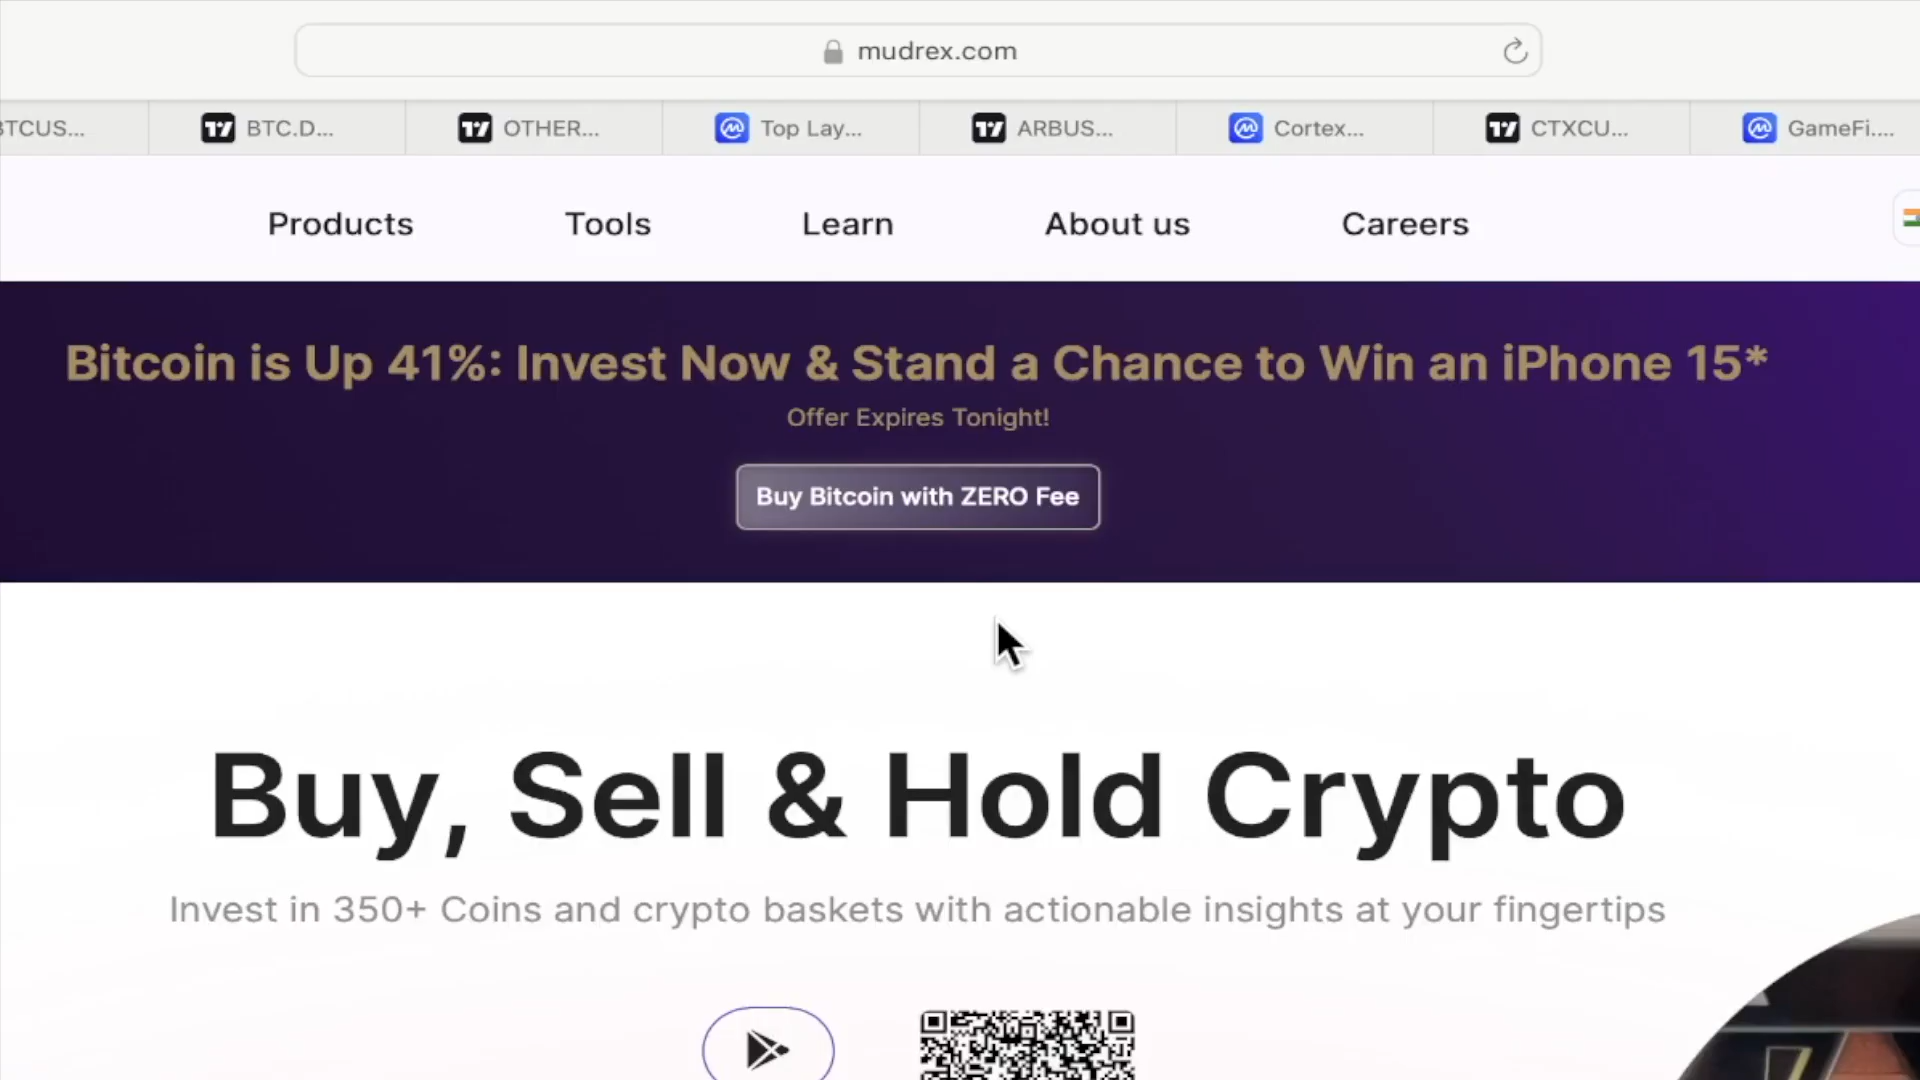 mudrex.com
BTCUS...
BTC.D...
OTHER...
Top Lay...
ARBUS...
Cortex...
CTXCU...
GameFi....
Products
Tools
Learn
About us
Careers
Bitcoin is Up 41%: Invest Now & Stand a Chance to Win an iPhone 15*
Offer Expires Tonight!
Buy Bitcoin with ZERO Fee
Buy, Sell & Hold Crypto
Invest in 350+ Coins and crypto baskets with actionable insights at your fingertips